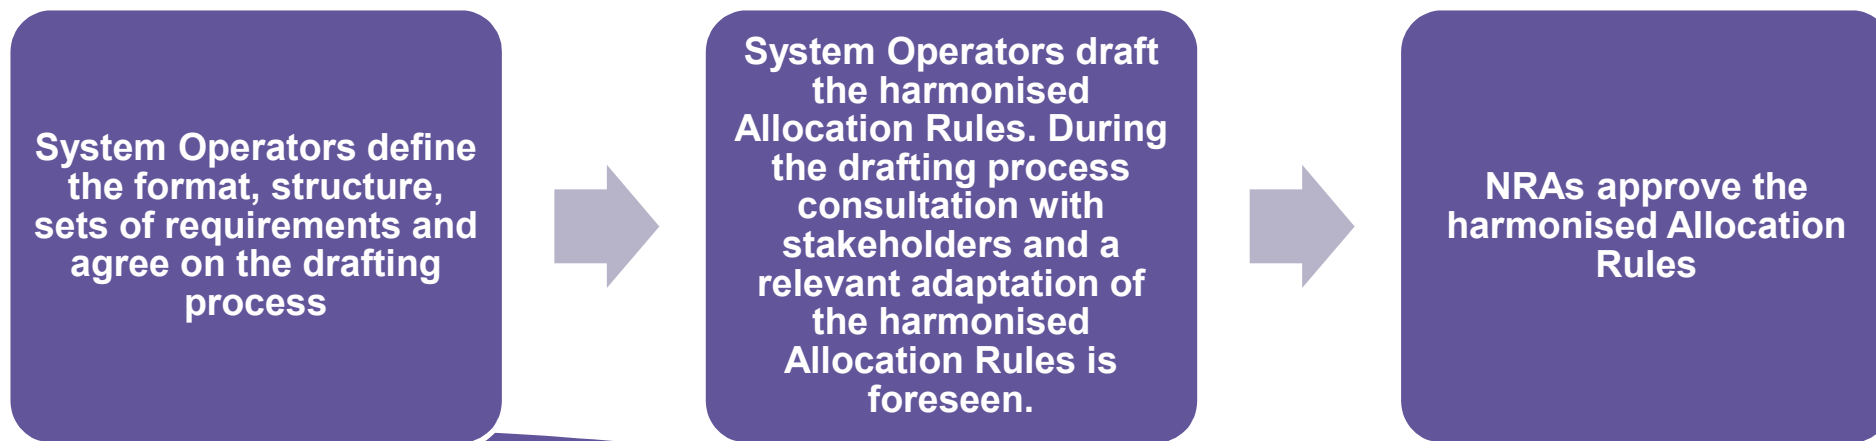 System Operators define
the format, structure,
sets of requirements and
agree on the drafting
process
System Operators draft
the harmonised
Allocation Rules. During
the drafting process
consultation with
stakeholders and a
relevant adaptation of
the harmonised
Allocation Rules is
foreseen.
NRAs approve the
harmonised Allocation
Rules